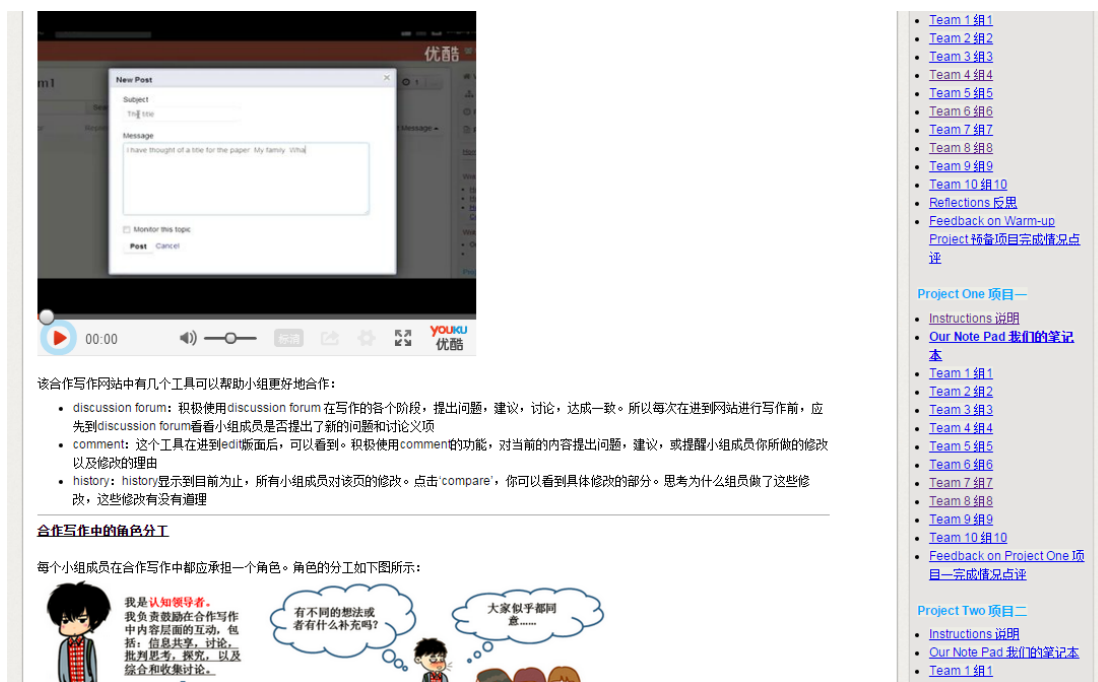 优酷
m1
New Post
Subject
The title
Message
I have thought of a title for the paper. My family. Wha
Message
Monitor this topic
Post Cancel
00:00
标清
YOUKU
优酷
该合作写作网站中有几个工具可以帮助小组更好地合作：
discussion forum：积极使用discussion forum 在写作的各个阶段，提出问题，建议，讨论，达成一致。所以每次在进到网站进行写作前，应
先到discussion forum看看小组成员是否提出了新的问题和讨论义项
comment：这个工具在进到edit版面后，可以看到。积极使用comment的功能，对当前的内容提出问题，建议，或提醒小组成员你所做的修改
以及修改的理由
history：history显示到目前为止，所有小组成员对该页的修改。点击‘compare’，你可以看到具体修改的部分。思考为什么组员做了这些修
改，这些修改有没有道理
合作写作中的角色分工
每个小组成员在合作写作中都应承担一个角色。角色的分工如下图所示：
我是认知领导者。
我负责鼓励在合作写作
中内容层面的互动，包
括：信息共享，讨论，
批判思考，探究，以及
综合和收集讨论。
有不同的想法或
者有什么补充吗？
大家似乎都同
意……
Team 1 组1
Team 2 组2
Team 3 组3
Team 4 组4
Team 5 组5
Team 6 组6
Team 7 组7
Team 8 组8
Team 9 组9
Team 10 组10
Reflections 反思
Feedback on Warm-up
Project 预备项目完成情况点
评
Project One 项目一
Instructions 说明
Our Note Pad 我们的笔记
本
Team 1 组1
Team 2 组2
Team 3 组3
Team 4 组4
Team 5 组5
Team 6 组6
Team 7 组7
Team 8 组8
Team 9 组9
Team 10 组10
Feedback on Project One 项
目一完成情况点评
Project Two 项目二
Instructions 说明
Our Note Pad 我们的笔记本
Team 1 组1